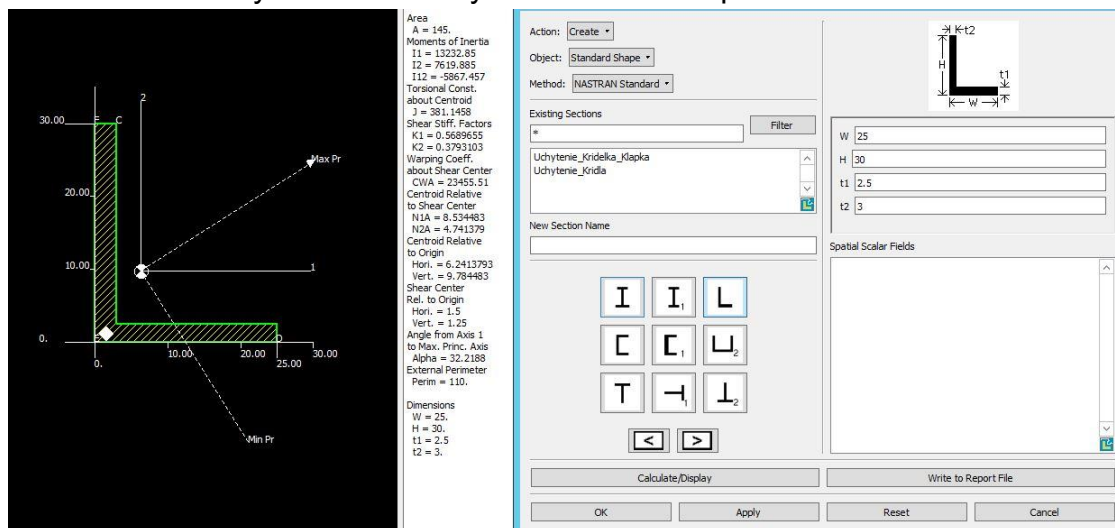 30.00
20.00
10.00
0.
F
C
2
1
Max Pr
Min Pr
D
0.
10.00
20.00
25.00
30.00
Area
A = 145.
Moments of Inertia
I1 = 13232.85
I2 = 7619.885
I12 = -5867.457
Torsional Const.
about Centroid
J = 381.1458
Shear Stiff. Factors
K1 = 0.5689655
K2 = 0.3793103
Warping Coeff.
about Shear Center
CWA = 23455.51
Centroid Relative
to Shear Center
N1A = 8.534483
N2A = 4.741379
Centroid Relative
to Origin
Hori. = 6.2413793
Vert. = 9.784483
Shear Center
Rel. to Origin
Hori. = 1.5
Vert. = 1.25
Angle from Axis 1
to Max. Princ. Axis
Alpha = 32.2188
External Perimeter
Perim = 110.
Dimensions
W = 25.
H = 30.
t1 = 2.5
t2 = 3.
Action: Create
Object: Standard Shape
Method: NASTRAN Standard
Existing Sections
*
Filter
Uchytenie_Kridelka_Klapka
Uchytenie_Kridla
New Section Name
1
1
2
1
2
< >
Calculate/Display
Write to Report File
OK
Apply
Reset
Cancel
t2
H
t1
W
W 25
H 30
t1 2.5
t2 3
Spatial Scalar Fields